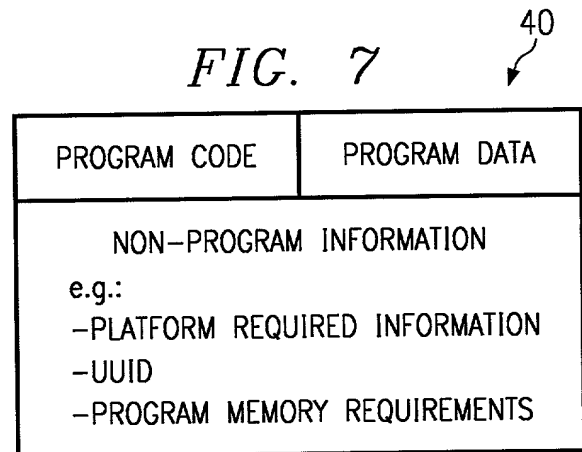 40
FIG. 7
PROGRAM CODE PROGRAM DATA
NON-PROGRAM INFORMATION
e.g.:
-PLATFORM REQUIRED INFORMATION
-UUID
-PROGRAM MEMORY REQUIREMENTS